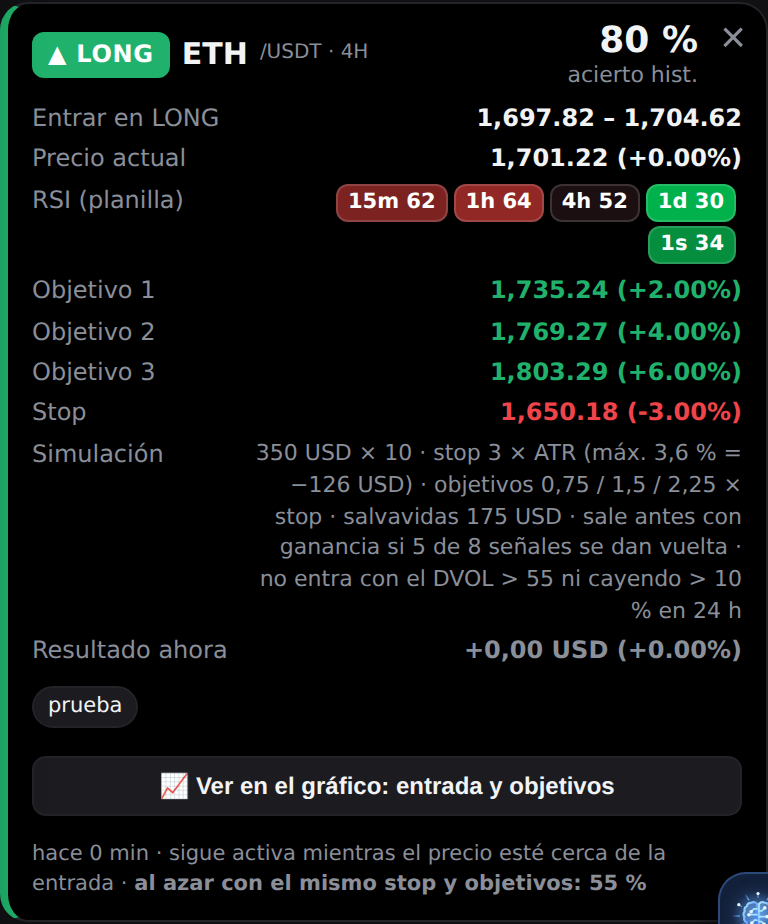 ▲ LONG ETH /USDT · 4H 80 % ×
acierto hist.
Entrar en LONG 1,697.82 – 1,704.62
Precio actual 1,701.22 (+0.00%)
RSI (planilla) 15m 62 1h 64 4h 52 1d 30
1s 34
Objetivo 1 1,735.24 (+2.00%)
Objetivo 2 1,769.27 (+4.00%)
Objetivo 3 1,803.29 (+6.00%)
Stop 1,650.18 (-3.00%)
Simulación 350 USD × 10 · stop 3 × ATR (máx. 3,6 % =
−126 USD) · objetivos 0,75 / 1,5 / 2,25 ×
stop · salvavidas 175 USD · sale antes con
ganancia si 5 de 8 señales se dan vuelta ·
no entra con el DVOL > 55 ni cayendo > 10
% en 24 h
Resultado ahora +0,00 USD (+0.00%)
prueba
📈 Ver en el gráfico: entrada y objetivos
hace 0 min · sigue activa mientras el precio esté cerca de la
entrada · al azar con el mismo stop y objetivos: 55 %